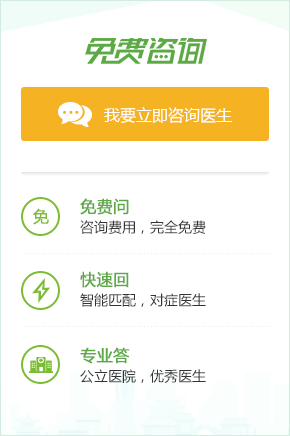 免费咨询
我要立即咨询医生
免
免费问
咨询费用，完全免费
快速回
智能匹配，对症医生
专业答
公立医院，优秀医生